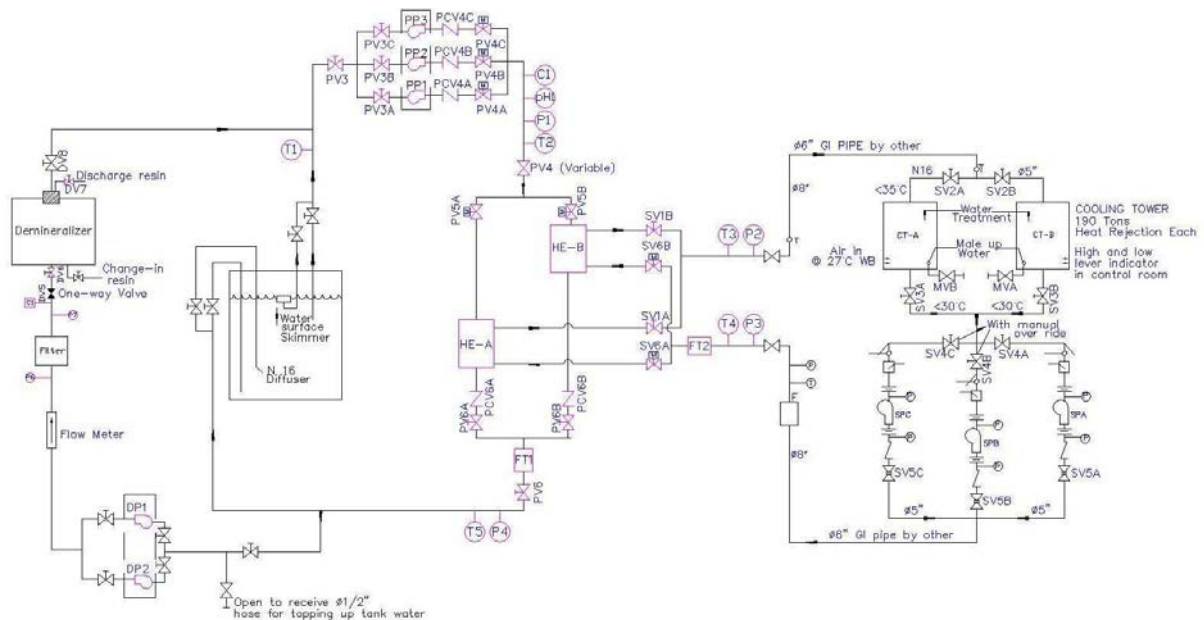 PP3
PCV4C
PV3C
PV4C
PP2
PCV4B
PV3
PV3B
PV4B
PP1
PCV4A
PV3A
PV4A
C1
pH1
P1
T2
T1
PV4 (Variable)
DV8
Discharge resin
DV7
Demineralizer
DV6
Change-in
resin
DV5
One-way Valve
Filter
Flow Meter
DP1
DP2
Water
surface
Skimmer
N 16
Diffuser
Open to receive ø1/2"
hose for topping up tank water
PV5A
PV5B
HE-B
HE-A
SV1B
SV6B
SV1A
SV6A
PCV6A
PV6A
PCV6B
PV6B
FT1
PV6
T5
P4
T3
P2
T4
P3
FT2
ø6" GI PIPE by other
ø8"
T
N16
<35°C
SV2A
SV2B
ø5"
Water
Treatment
CT-A
CT-B
Male up
Water
Air in
@ 27°C WB
MVB
MVA
SV3A
SV3B
<30°C
<30°C
COOLING TOWER
190 Tons
Heat Rejection Each
High and low
lever indicator
in control room
With manual
over ride
SV4C
SV4B
SV4A
P
T
F
ø8"
SPC
SPB
SPA
P
P
P
P
P
P
SV5C
SV5B
SV5A
ø5"
ø5"
ø6" GI pipe by other